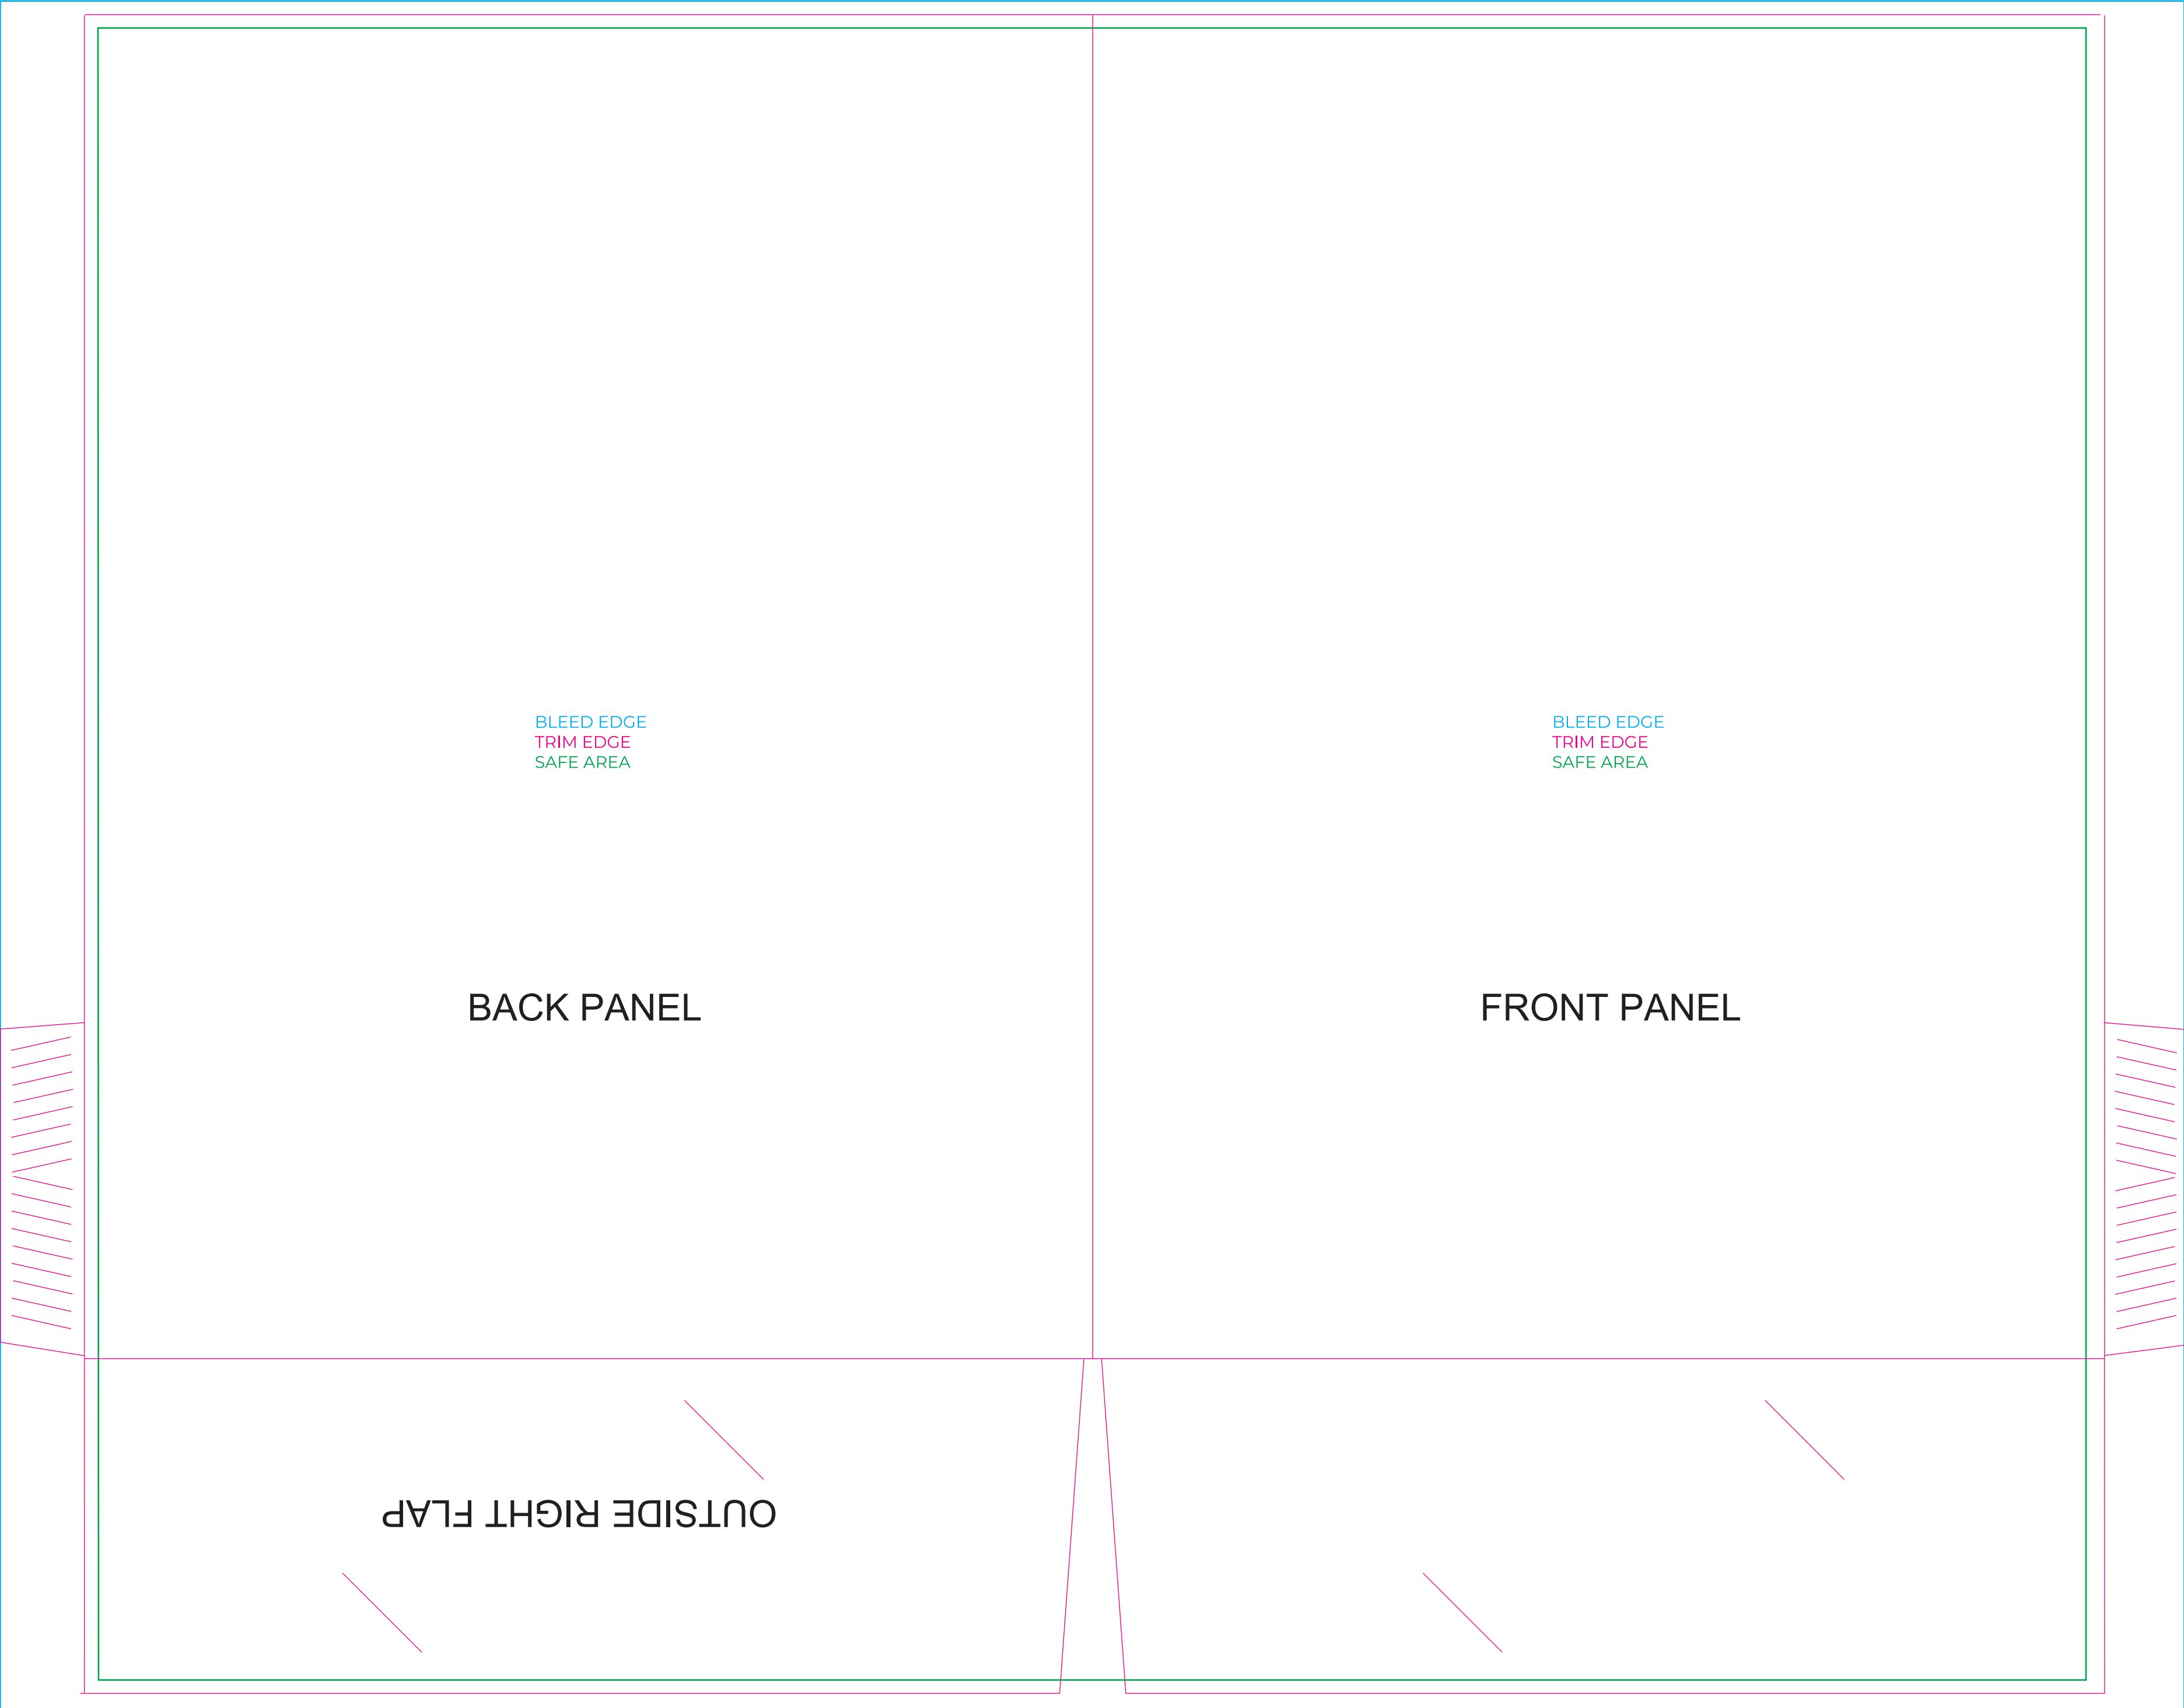 BLEED EDGE
TRIM EDGE
SAFE AREA
BLEED EDGE
TRIM EDGE
SAFE AREA
BACK PANEL
FRONT PANEL
OUTSIDE RIGHT FLAP